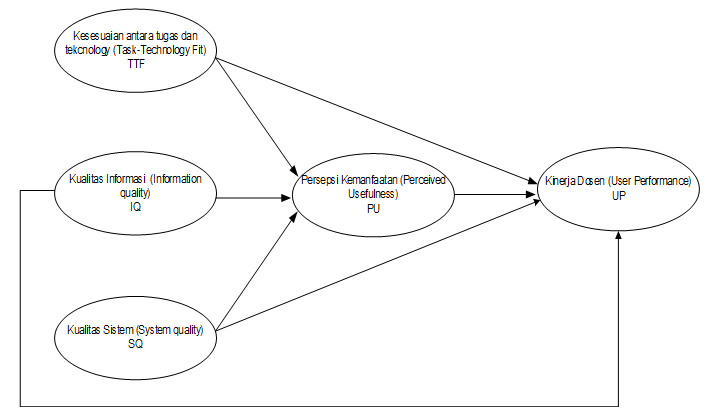 Kesesuaian antara tugas dan
tekcnology (Task-Technology Fit)
TTF
Kualitas Informasi (Information
quality)
IQ
Persepsi Kemanfaatan (Perceived
Usefulness)
PU
Kinerja Dosen (User Performance)
UP
Kualitas Sistem (System quality)
SQ